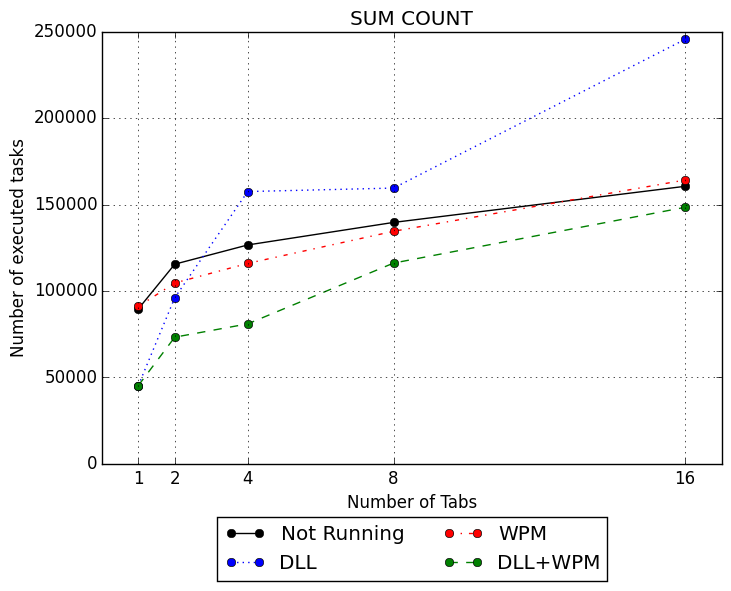 SUM COUNT
250000
200000
150000
100000
50000
0
Number of executed tasks
1 2 4 8 16
Number of Tabs
Not Running WPM
DLL DLL+WPM